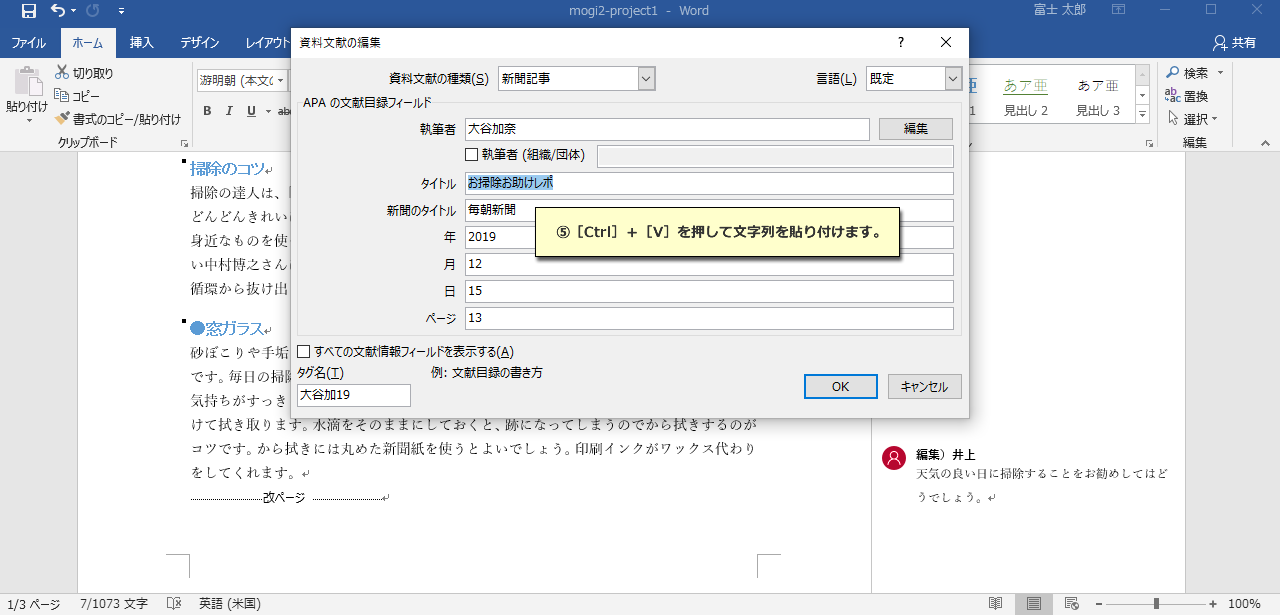 mogi2-project1 - Word
富士 太郎
ファイル
ホーム
挿入
デザイン
レイアウト
共有
貼り付け
切り取り
コピー
書式のコピー/貼り付け
クリップボード
游明朝 (本文の
B I U abc
1
あア亜
見出し 2
あア亜
見出し 3
検索
置換
選択
編集
資料文献の編集
?
資料文献の種類(S)
新聞記事
言語(L)
既定
APA の文献目録フィールド
執筆者
大谷加奈
編集
執筆者 (組織/団体)
タイトル
お掃除お助けレポ
新聞のタイトル
毎朝新聞
年
2019
月
12
日
15
ページ
13
⑤［Ctrl］＋［V］を押して文字列を貼り付けます。
すべての文献情報フィールドを表示する(A)
タグ名(T)
例: 文献目録の書き方
大谷加19
OK
キャンセル
掃除のコツ
掃除の達人は、
どんどんきれいに
身近なものを使
い中村博之さんに
循環から抜け出
●窓ガラス
砂ぼこりや手垢
です。毎日の掃除
気持ちがすっき
けて拭き取ります。水滴をそのままにしておくと、跡になってしまうのでから拭きするのが
コツです。から拭きには丸めた新聞紙を使うとよいでしょう。印刷インクがワックス代わり
をしてくれます。
改ページ
編集）井上
天気の良い日に掃除することをお勧めしてはど
うでしょう。
1/3 ページ
7/1073 文字
英語 (米国)
100%